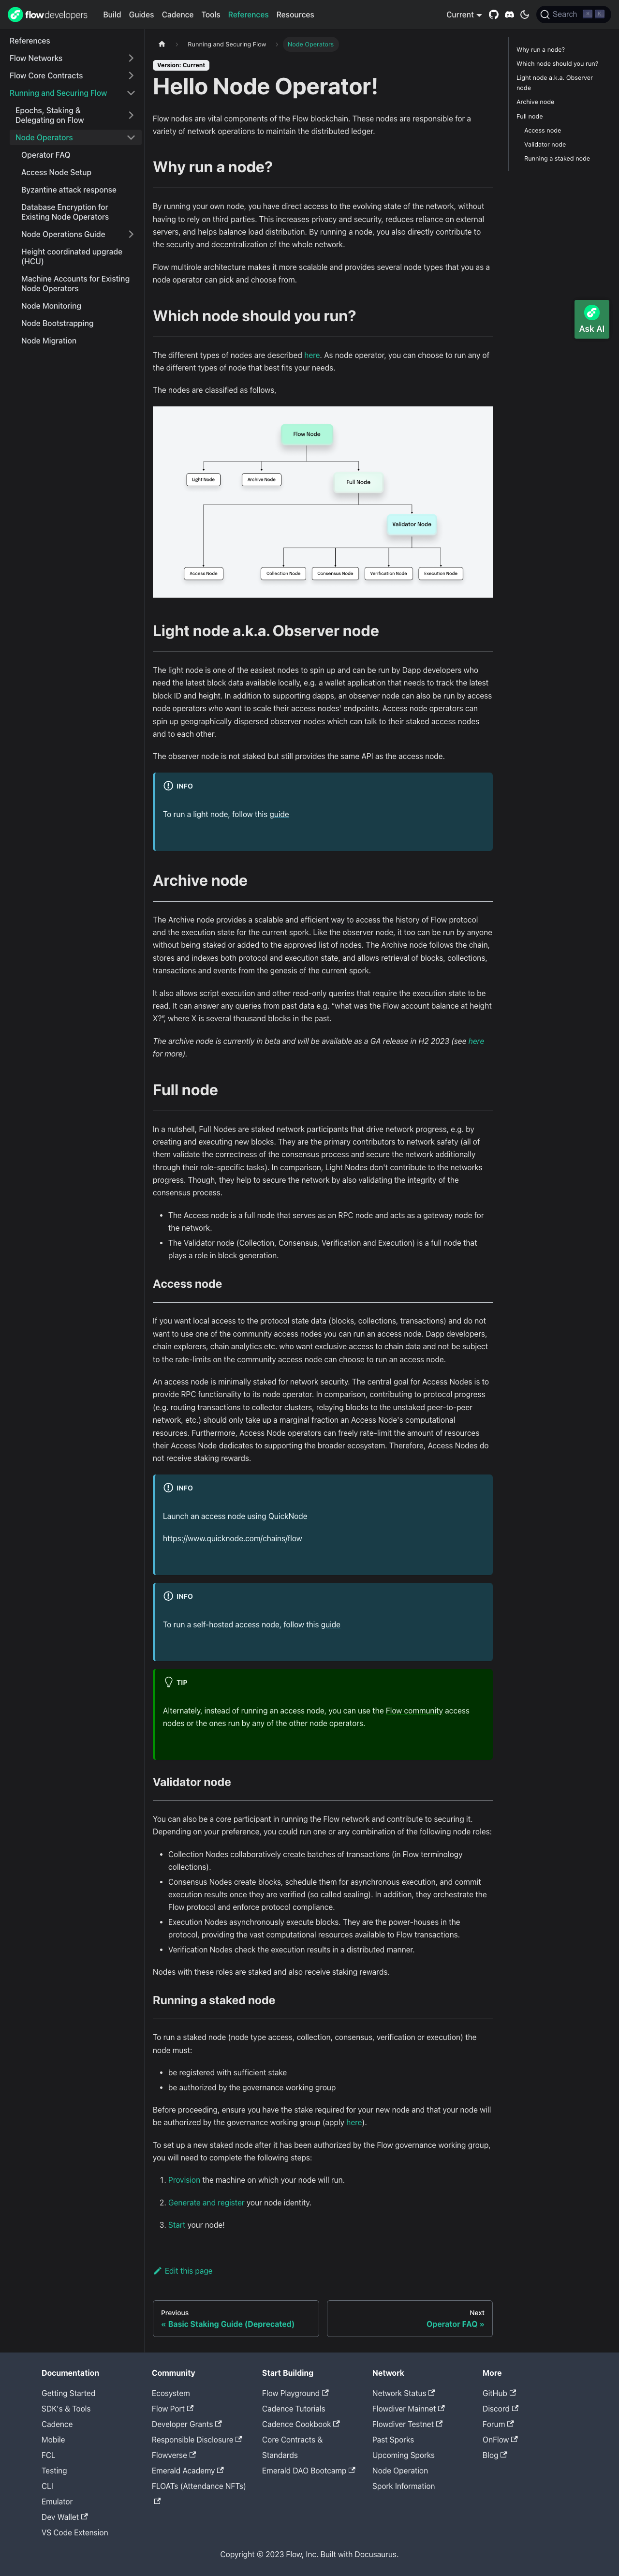 flow developers
Build Guides Cadence Tools References Resources
Current
Search
References
Flow Networks
Flow Core Contracts
Running and Securing Flow
Epochs, Staking &
Delegating on Flow
Node Operators
Operator FAQ
Access Node Setup
Byzantine attack response
Database Encryption for
Existing Node Operators
Node Operations Guide
Height coordinated upgrade
(HCU)
Machine Accounts for Existing
Node Operators
Node Monitoring
Node Bootstrapping
Node Migration
Running and Securing Flow
Node Operators
Version: Current
Hello Node Operator!
Flow nodes are vital components of the Flow blockchain. These nodes are responsible for a
variety of network operations to maintain the distributed ledger.
Why run a node?
By running your own node, you have direct access to the evolving state of the network, without
having to rely on third parties. This increases privacy and security, reduces reliance on external
servers, and helps balance load distribution. By running a node, you also directly contribute to
the security and decentralization of the whole network.
Flow multirole architecture makes it more scalable and provides several node types that you as a
node operator can pick and choose from.
Which node should you run?
The different types of nodes are described here. As node operator, you can choose to run any of
the different types of node that best fits your needs.
The nodes are classified as follows,
Flow Node
Light Node
Archive Node
Full Node
Validator Node
Access Node
Collection Node
Consensus Node
Verification Node
Execution Node
Light node a.k.a. Observer node
The light node is one of the easiest nodes to spin up and can be run by Dapp developers who
need the latest block data available locally, e.g. a wallet application that needs to track the latest
block ID and height. In addition to supporting dapps, an observer node can also be run by access
node operators who want to scale their access nodes' endpoints. Access node operators can
spin up geographically dispersed observer nodes which can talk to their staked access nodes
and to each other.
The observer node is not staked but still provides the same API as the access node.
INFO
To run a light node, follow this guide
Archive node
The Archive node provides a scalable and efficient way to access the history of Flow protocol
and the execution state for the current spork. Like the observer node, it too can be run by anyone
without being staked or added to the approved list of nodes. The Archive node follows the chain,
stores and indexes both protocol and execution state, and allows retrieval of blocks, collections,
transactions and events from the genesis of the current spork.
It also allows script execution and other read-only queries that require the execution state to be
read. It can answer any queries from past data e.g. “what was the Flow account balance at height
X?”, where X is several thousand blocks in the past.
The archive node is currently in beta and will be available as a GA release in H2 2023 (see here
for more).
Full node
In a nutshell, Full Nodes are staked network participants that drive network progress, e.g. by
creating and executing new blocks. They are the primary contributors to network safety (all of
them validate the correctness of the consensus process and secure the network additionally
through their role-specific tasks). In comparison, Light Nodes don't contribute to the networks
progress. Though, they help to secure the network by also validating the integrity of the
consensus process.
• The Access node is a full node that serves as an RPC node and acts as a gateway node for
the network.
• The Validator node (Collection, Consensus, Verification and Execution) is a full node that
plays a role in block generation.
Access node
If you want local access to the protocol state data (blocks, collections, transactions) and do not
want to use one of the community access nodes you can run an access node. Dapp developers,
chain explorers, chain analytics etc. who want exclusive access to chain data and not be subject
to the rate-limits on the community access node can choose to run an access node.
An access node is minimally staked for network security. The central goal for Access Nodes is to
provide RPC functionality to its node operator. In comparison, contributing to protocol progress
(e.g. routing transactions to collector clusters, relaying blocks to the unstaked peer-to-peer
network, etc.) should only take up a marginal fraction an Access Node's computational
resources. Furthermore, Access Node operators can freely rate-limit the amount of resources
their Access Node dedicates to supporting the broader ecosystem. Therefore, Access Nodes do
not receive staking rewards.
INFO
Launch an access node using QuickNode
https://www.quicknode.com/chains/flow
INFO
To run a self-hosted access node, follow this guide
TIP
Alternately, instead of running an access node, you can use the Flow community access
nodes or the ones run by any of the other node operators.
Validator node
You can also be a core participant in running the Flow network and contribute to securing it.
Depending on your preference, you could run one or any combination of the following node roles:
• Collection Nodes collaboratively create batches of transactions (in Flow terminology
collections).
• Consensus Nodes create blocks, schedule them for asynchronous execution, and commit
execution results once they are verified (so called sealing). In addition, they orchestrate the
Flow protocol and enforce protocol compliance.
• Execution Nodes asynchronously execute blocks. They are the power-houses in the
protocol, providing the vast computational resources available to Flow transactions.
• Verification Nodes check the execution results in a distributed manner.
Nodes with these roles are staked and also receive staking rewards.
Running a staked node
To run a staked node (node type access, collection, consensus, verification or execution) the
node must:
• be registered with sufficient stake
• be authorized by the governance working group
Before proceeding, ensure you have the stake required for your new node and that your node will
be authorized by the governance working group (apply here).
To set up a new staked node after it has been authorized by the Flow governance working group,
you will need to complete the following steps:
1. Provision the machine on which your node will run.
2. Generate and register your node identity.
3. Start your node!
Edit this page
Previous
« Basic Staking Guide (Deprecated)
Next
Operator FAQ »
Why run a node?
Which node should you run?
Light node a.k.a. Observer
node
Archive node
Full node
Access node
Validator node
Running a staked node
Ask AI
Documentation
Getting Started
SDK's & Tools
Cadence
Mobile
FCL
Testing
CLI
Emulator
Dev Wallet
VS Code Extension
Community
Ecosystem
Flow Port
Developer Grants
Responsible Disclosure
Flowverse
Emerald Academy
FLOATs (Attendance NFTs)
Start Building
Flow Playground
Cadence Tutorials
Cadence Cookbook
Core Contracts &
Standards
Emerald DAO Bootcamp
Network
Network Status
Flowdiver Mainnet
Flowdiver Testnet
Past Sporks
Upcoming Sporks
Node Operation
Spork Information
More
GitHub
Discord
Forum
OnFlow
Blog
Copyright © 2023 Flow, Inc. Built with Docusaurus.